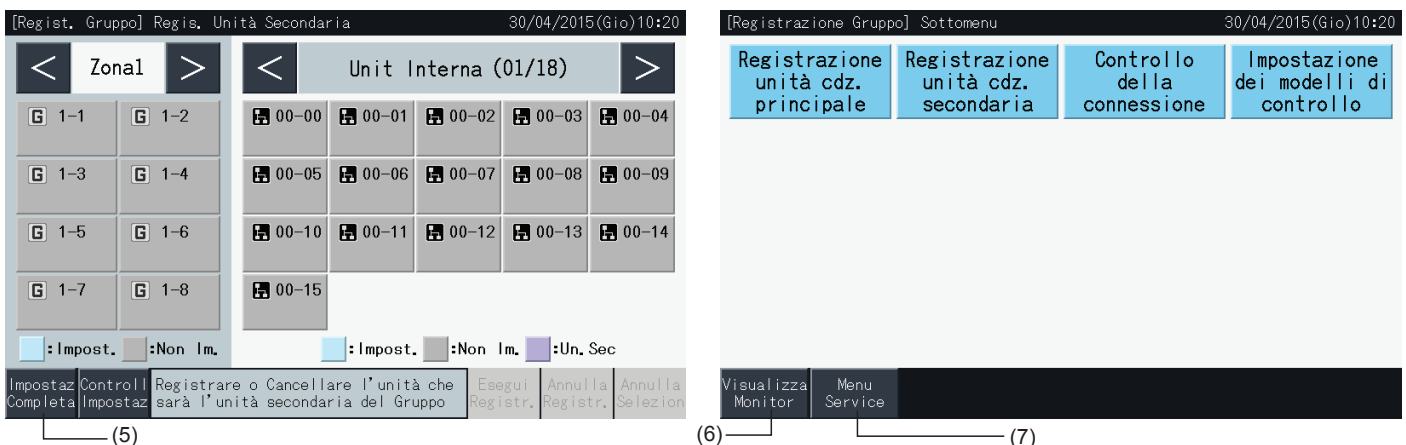 [Regist. Gruppo] Regis. Unità Secondaria 30/04/2015(Gio)10:20
< Zona1 > < Unit Interna (01/18) >
G 1-1 G 1-2 00-00 00-01 00-02 00-03 00-04
G 1-3 G 1-4 00-05 00-06 00-07 00-08 00-09
G 1-5 G 1-6 00-10 00-11 00-12 00-13 00-14
G 1-7 G 1-8 00-15
:Impost. :Non Im. :Impost. :Non Im. :Un.Sec
Impostaz Controll Registrare o Cancellare l'unità che Esegui Annulla Annulla
Completa Impostaz sarà l'unità secondaria del Gruppo Registr. Registr. Selezion
(5)
[Registrazione Gruppo] Sottomenu 30/04/2015(Gio)10:20
Registrazione Registrazione Controllo Impostazione
unità cdz. unità cdz. della dei modelli di
principale secondaria connessione controllo
Visualizza Menu
Monitor Service
(6) (7)